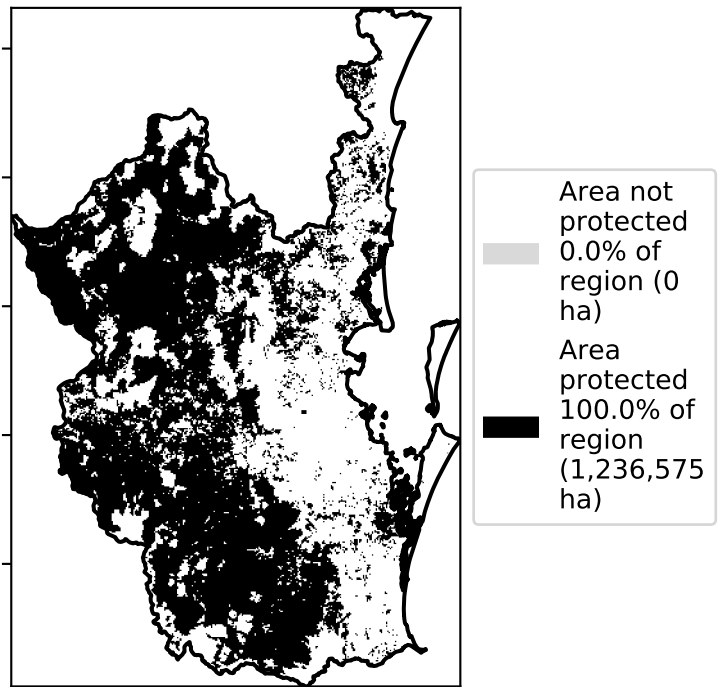 Area not
protected
0.0% of
region (0
ha)
Area
protected
100.0% of
region
(1,236,575
ha)